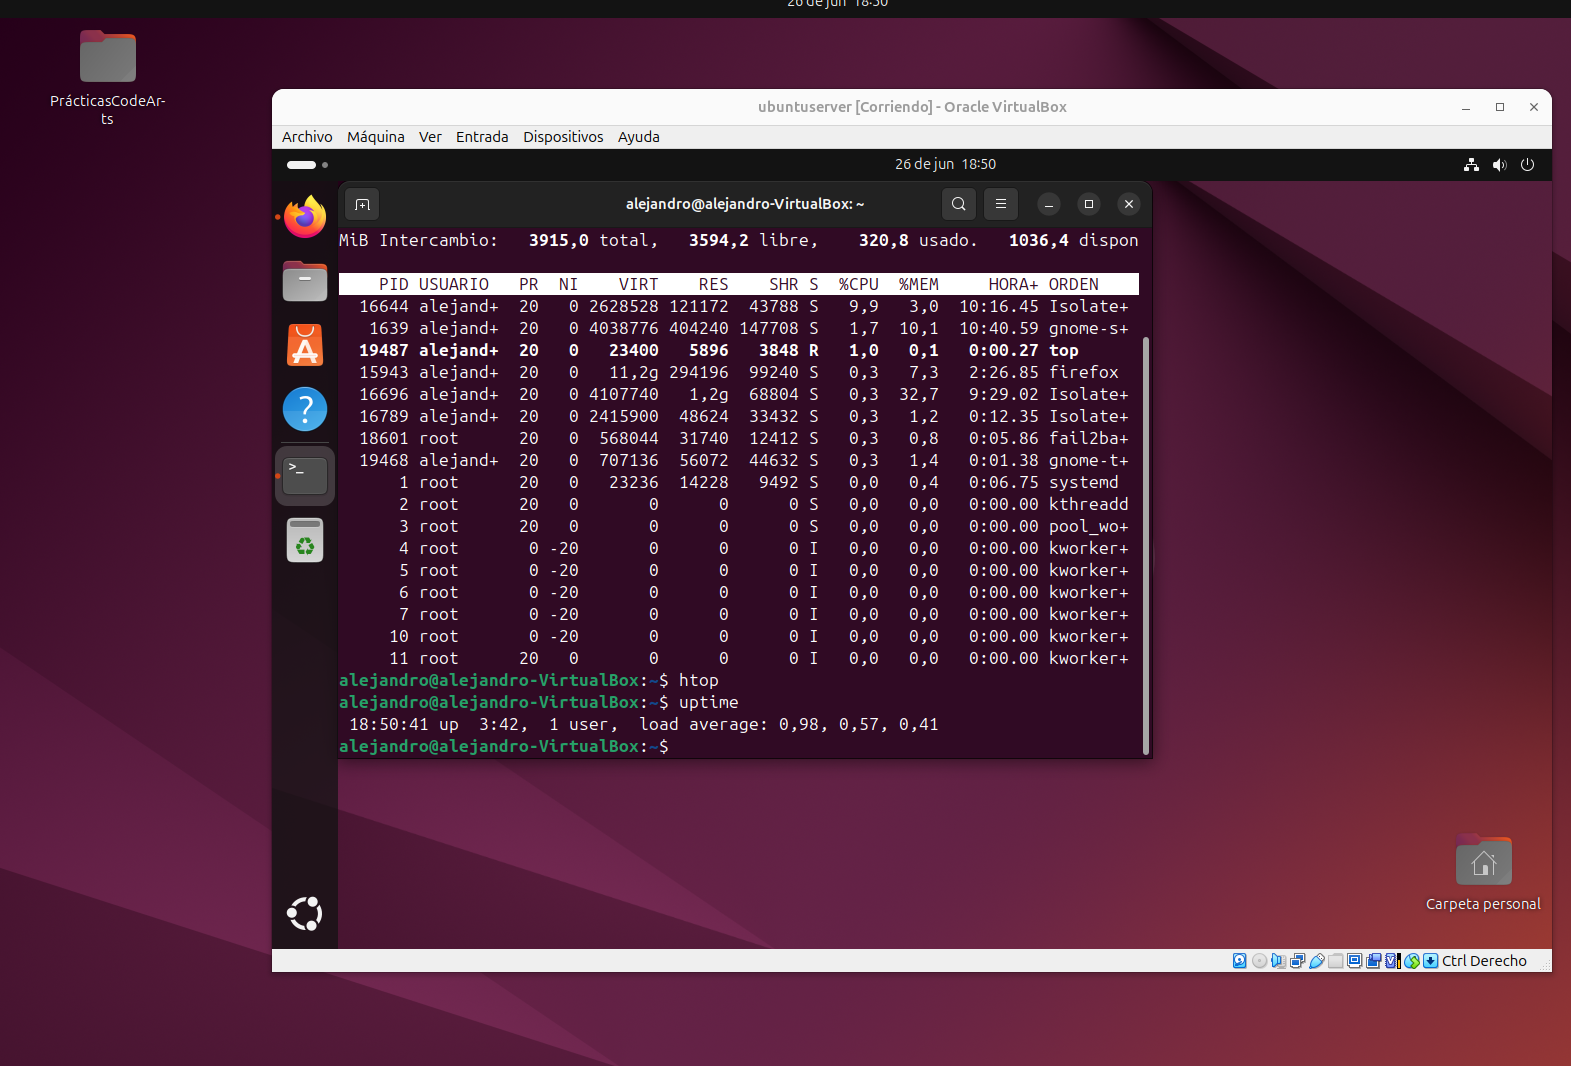 26 de jun 18:50
PrácticasCodeAr-
ts
ubuntuserver [Corriendo] - Oracle VirtualBox
Archivo Máquina Ver Entrada Dispositivos Ayuda
26 de jun 18:50
alejandro@alejandro-VirtualBox: ~
MiB Intercambio: 3915,0 total, 3594,2 libre, 320,8 usado. 1036,4 dispon
PID USUARIO PR NI VIRT RES SHR S %CPU %MEM HORA+ ORDEN
16644 alejand+ 20 0 2628528 121172 43788 S 9,9 3,0 10:16.45 Isolate+
1639 alejand+ 20 0 4038776 404240 147708 S 1,7 10,1 10:40.59 gnome-s+
19487 alejand+ 20 0 23400 5896 3848 R 1,0 0,1 0:00.27 top
15943 alejand+ 20 0 11,2g 294196 99240 S 0,3 7,3 2:26.85 firefox
16696 alejand+ 20 0 4107740 1,2g 68804 S 0,3 32,7 9:29.02 Isolate+
16789 alejand+ 20 0 2415900 48624 33432 S 0,3 1,2 0:12.35 Isolate+
18601 root 20 0 568044 31740 12412 S 0,3 0,8 0:05.86 fail2ba+
19468 alejand+ 20 0 707136 56072 44632 S 0,3 1,4 0:01.38 gnome-t+
1 root 20 0 23236 14228 9492 S 0,0 0,4 0:06.75 systemd
2 root 20 0 0 0 0 S 0,0 0,0 0:00.00 kthreadd
3 root 20 0 0 0 0 S 0,0 0,0 0:00.00 pool_wo+
4 root 0 -20 0 0 0 I 0,0 0,0 0:00.00 kworker+
5 root 0 -20 0 0 0 I 0,0 0,0 0:00.00 kworker+
6 root 0 -20 0 0 0 I 0,0 0,0 0:00.00 kworker+
7 root 0 -20 0 0 0 I 0,0 0,0 0:00.00 kworker+
10 root 0 -20 0 0 0 I 0,0 0,0 0:00.00 kworker+
11 root 20 0 0 0 0 I 0,0 0,0 0:00.00 kworker+
alejandro@alejandro-VirtualBox:~$ htop
alejandro@alejandro-VirtualBox:~$ uptime
18:50:41 up 3:42, 1 user, load average: 0,98, 0,57, 0,41
alejandro@alejandro-VirtualBox:~$
Carpeta personal
Ctrl Derecho